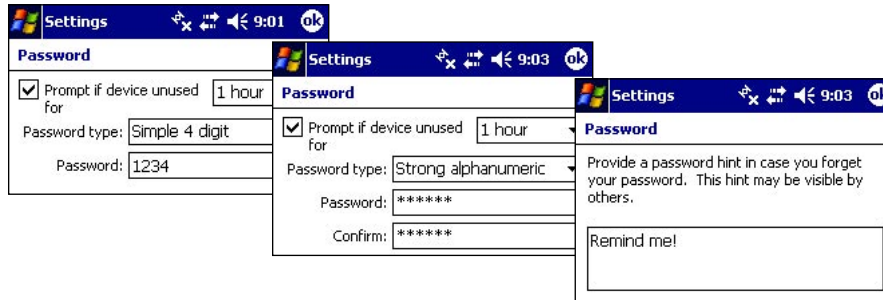 Settings 9:01 ok
Password
Prompt if device unused for 1 hour
Password type: Simple 4 digit
Password: 1234
Settings 9:03 ok
Password
Prompt if device unused for 1 hour
Password type: Strong alphanumeric
Password: ******
Confirm: ******
Settings 9:03 ok
Password
Provide a password hint in case you forget
your password. This hint may be visible by
others.
Remind me!